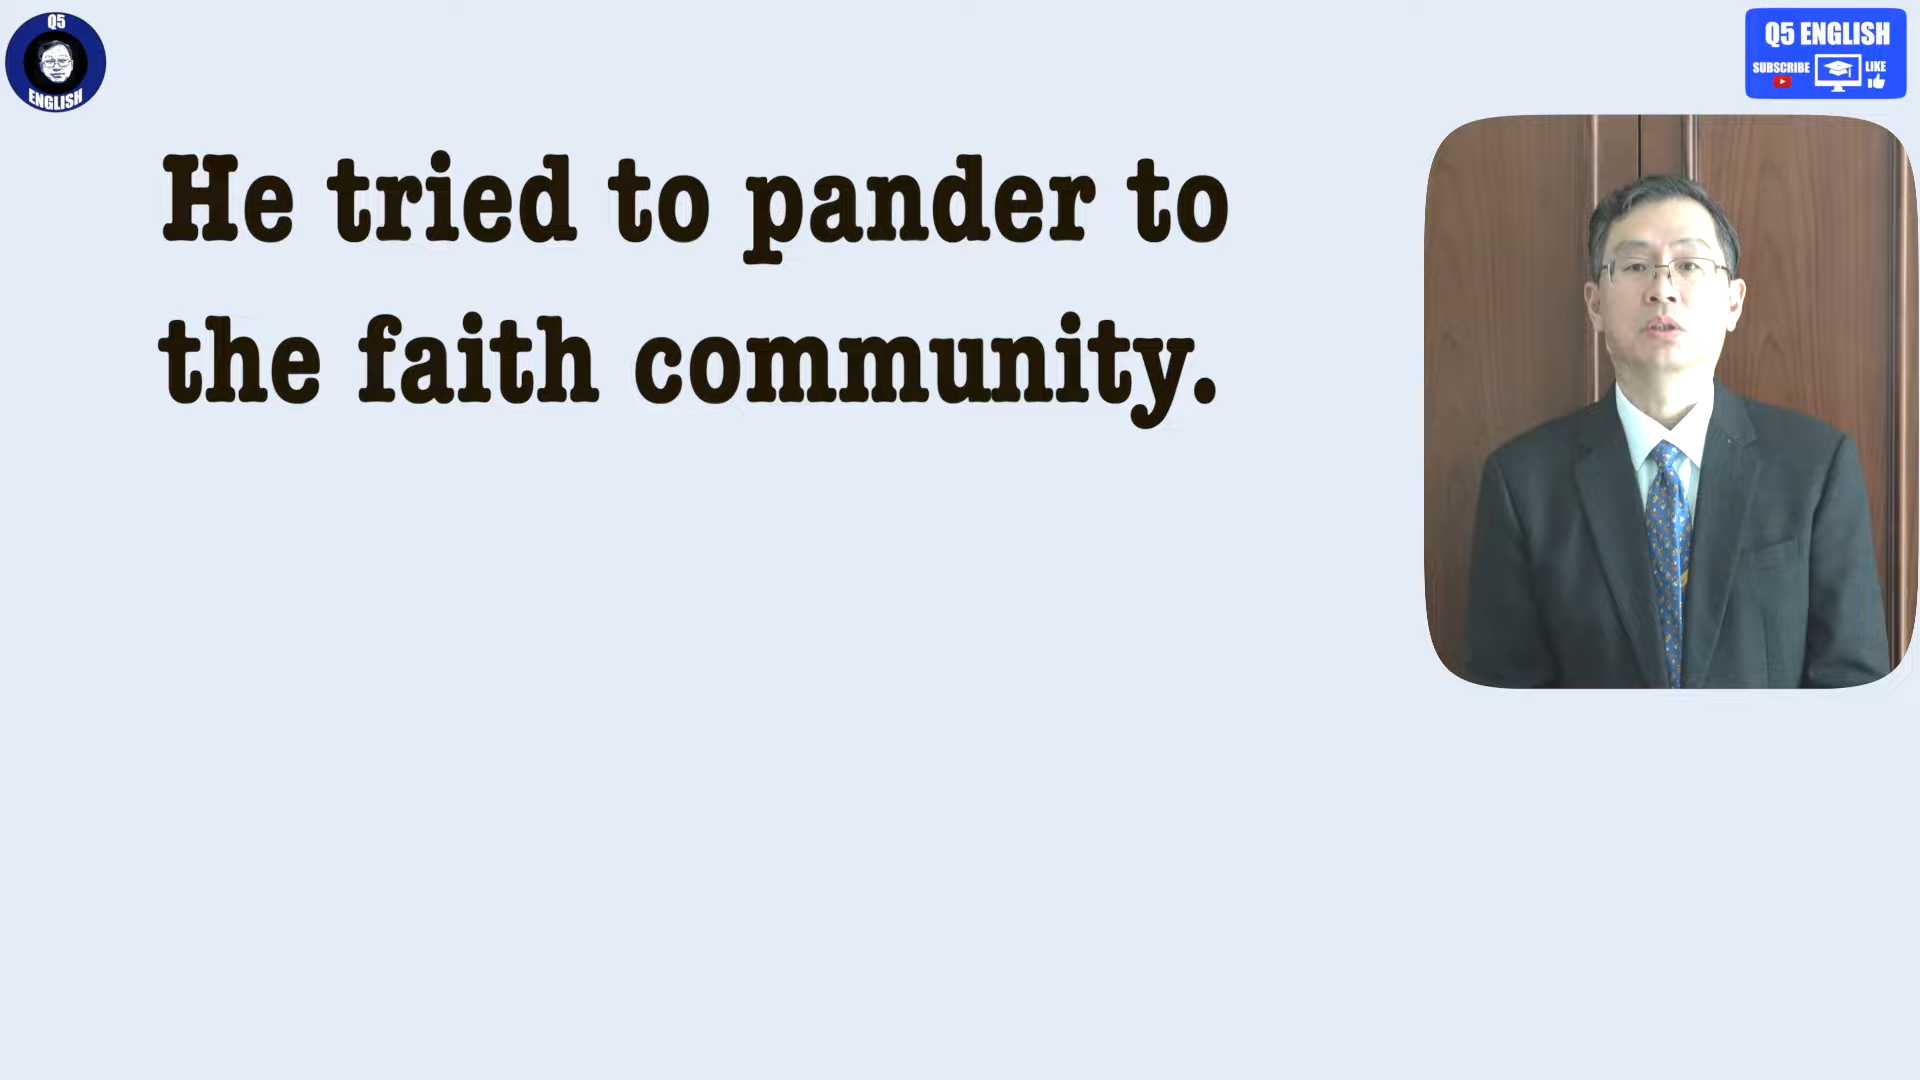 Q5
ENGLISH
Q5 ENGLISH
SUBSCRIBE
LIKE
He tried to pander to
the faith community.